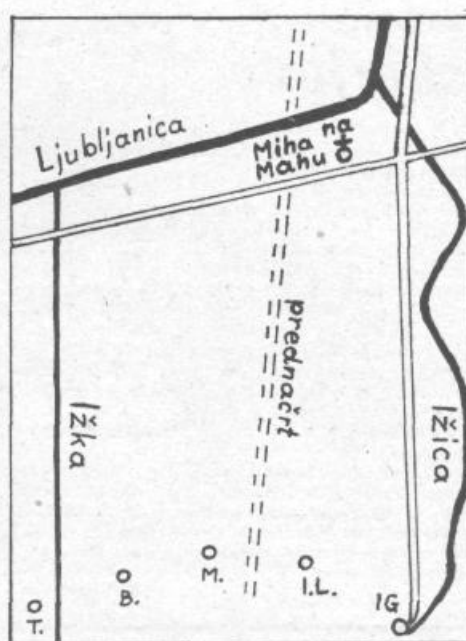 Ljubljanica
Miha na
Mahu
prednačrt
Ižka
Ižica
T.
B.
M.
I.L.
IG